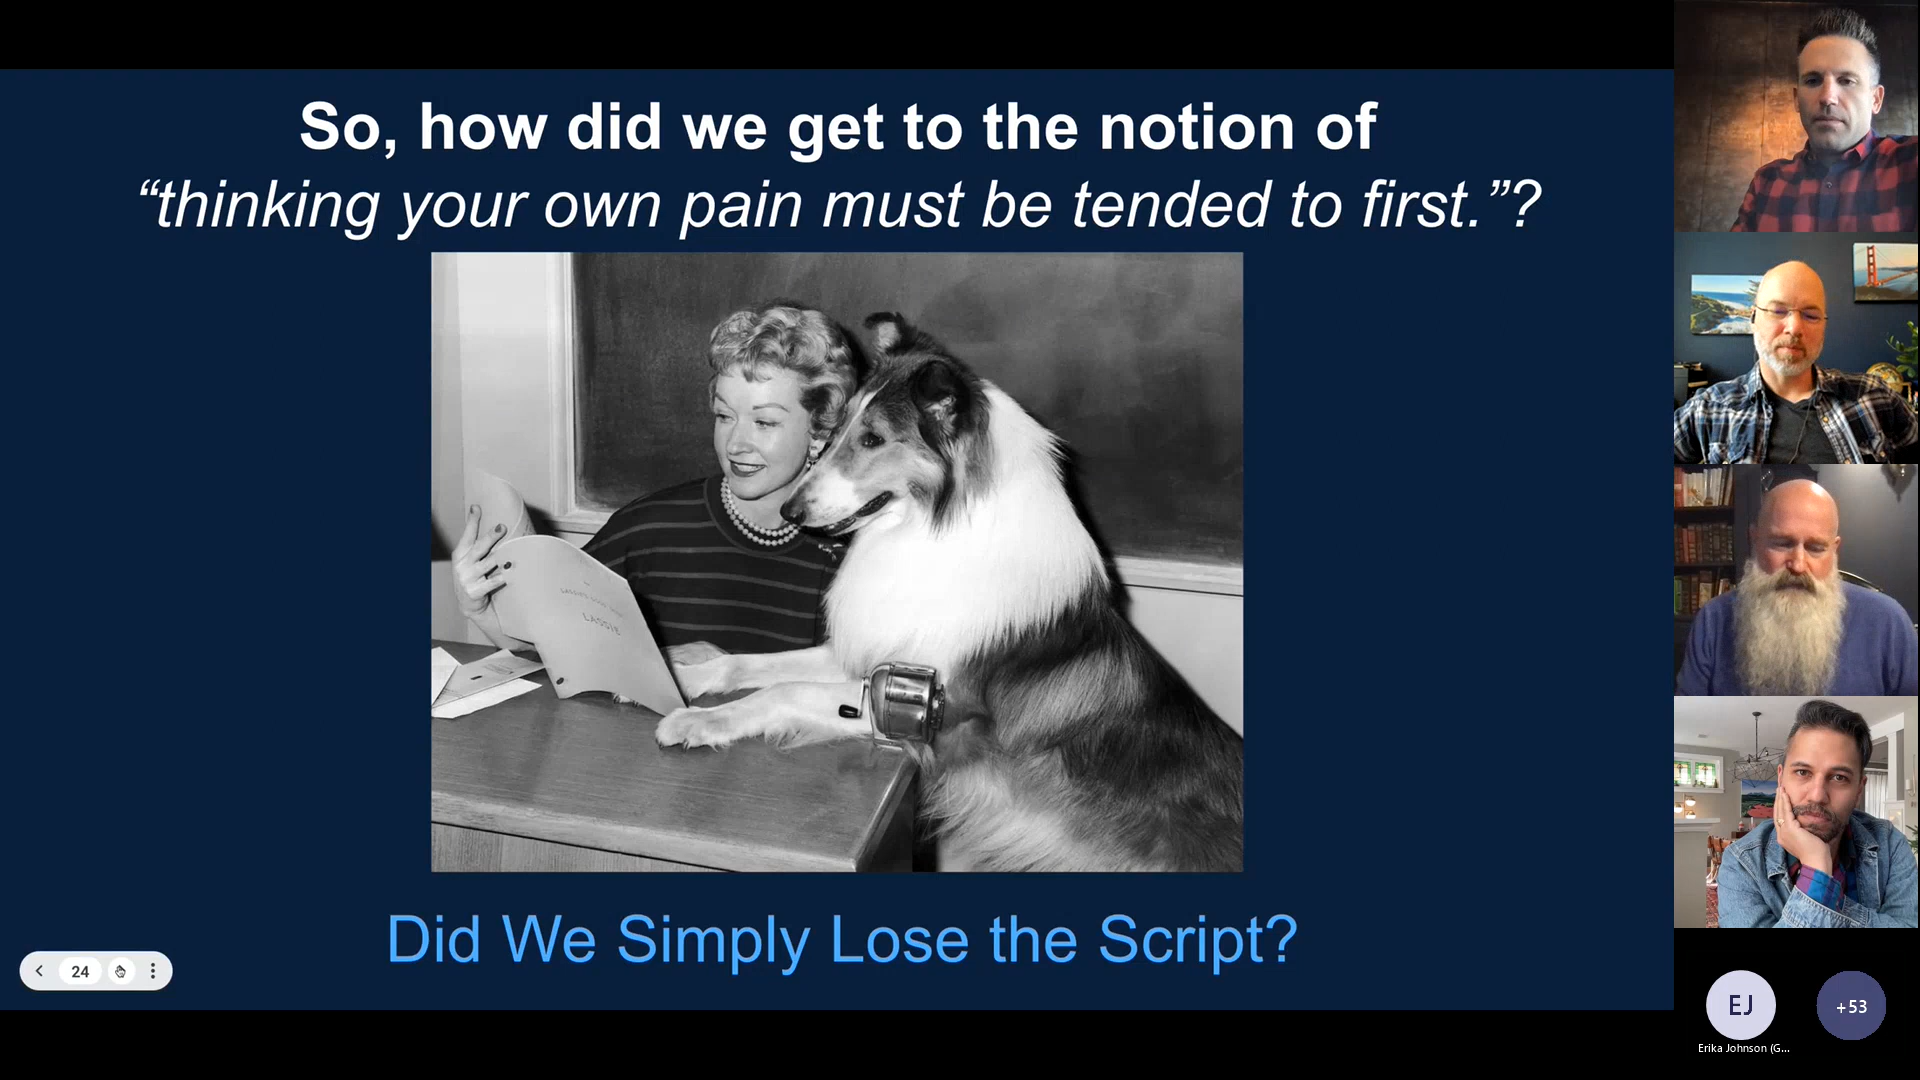 So, how did we get to the notion of
“thinking your own pain must be tended to first.”?
LASSIE
Did We Simply Lose the Script?
24
EJ
+53
Erika Johnson (G...